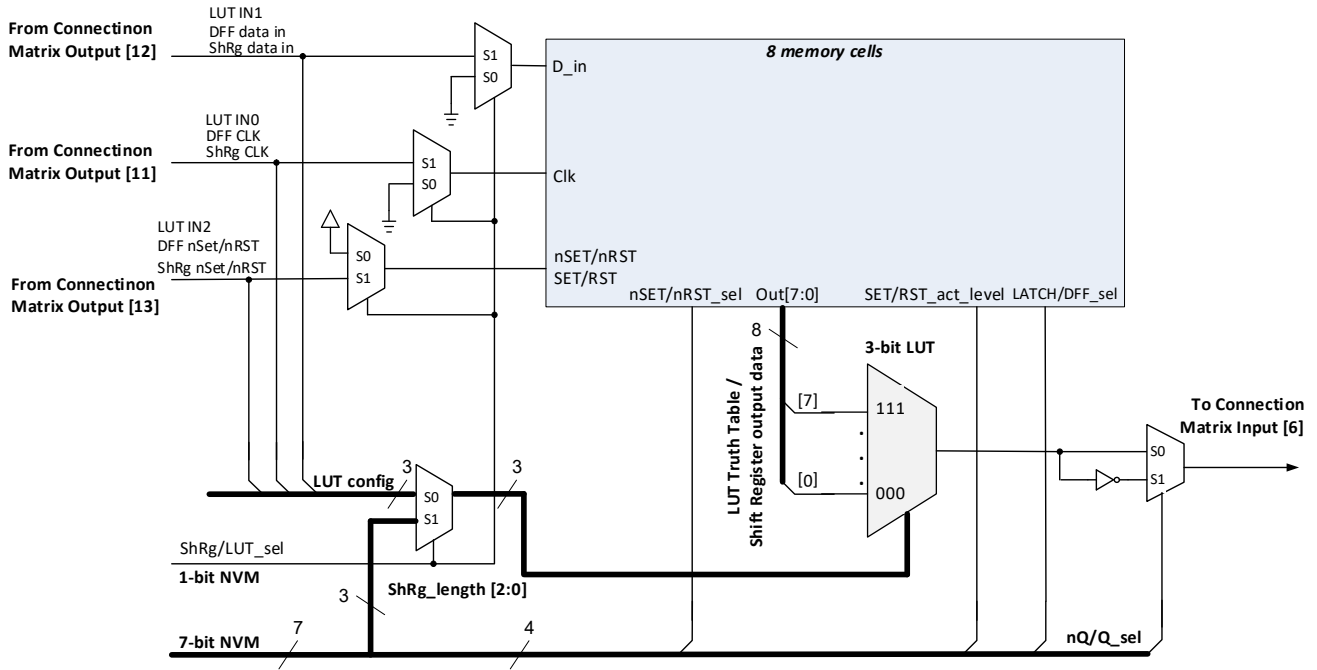 LUT IN1
DFF data in
ShRg data in
From Connectinon
Matrix Output [12]
S1
S0
D_in
8 memory cells
LUT IN0
DFF CLK
ShRg CLK
From Connectinon
Matrix Output [11]
S1
S0
Clk
LUT IN2
DFF nSet/nRST
ShRg nSet/nRST
From Connectinon
Matrix Output [13]
S0
S1
nSET/nRST
SET/RST
nSET/nRST_sel
Out[7:0]
SET/RST_act_level
LATCH/DFF_sel
8
3-bit LUT
LUT Truth Table /
Shift Register output data
[7]
111
[0]
000
To Connection
Matrix Input [6]
S0
S1
LUT config
3
3
S0
S1
ShRg/LUT_sel
1-bit NVM
ShRg_length [2:0]
3
7-bit NVM
7
4
nQ/Q_sel